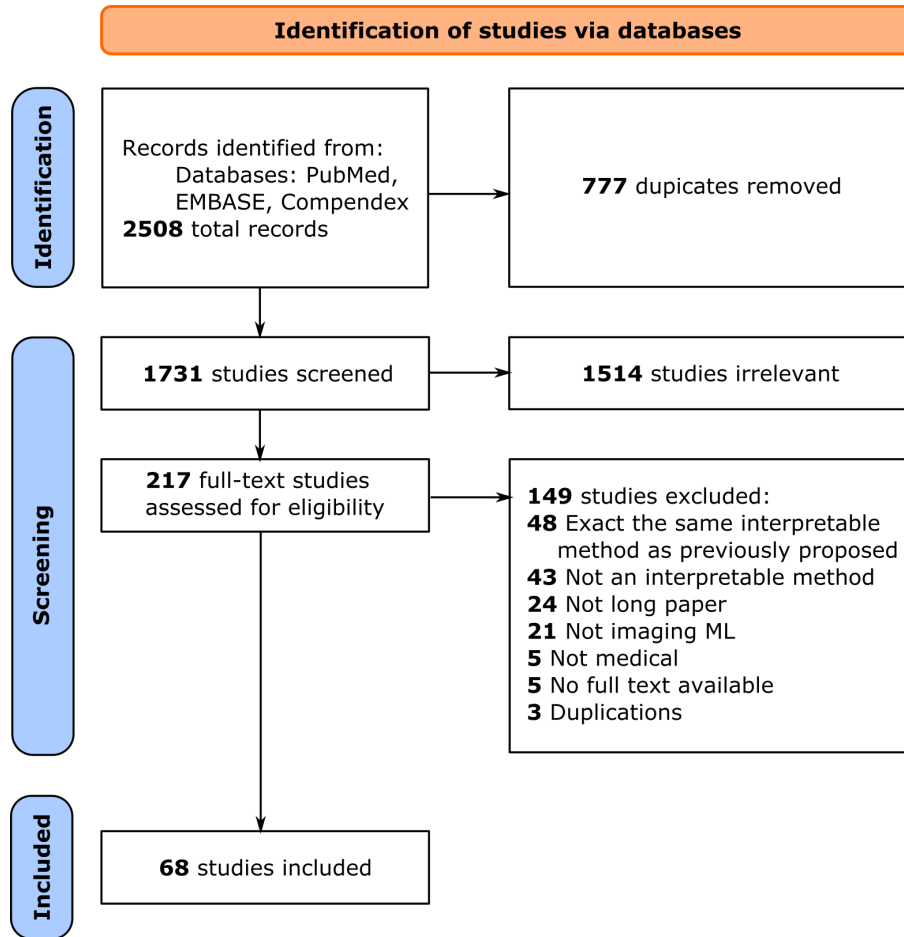 Identification of studies via databases
Identification
Records identified from:
Databases: PubMed,
EMBASE, Compendex
2508 total records
777 dupicates removed
Screening
1731 studies screened
1514 studies irrelevant
217 full-text studies
assessed for eligibility
149 studies excluded:
48 Exact the same interpretable
method as previously proposed
43 Not an interpretable method
24 Not long paper
21 Not imaging ML
5 Not medical
5 No full text available
3 Duplications
Included
68 studies included